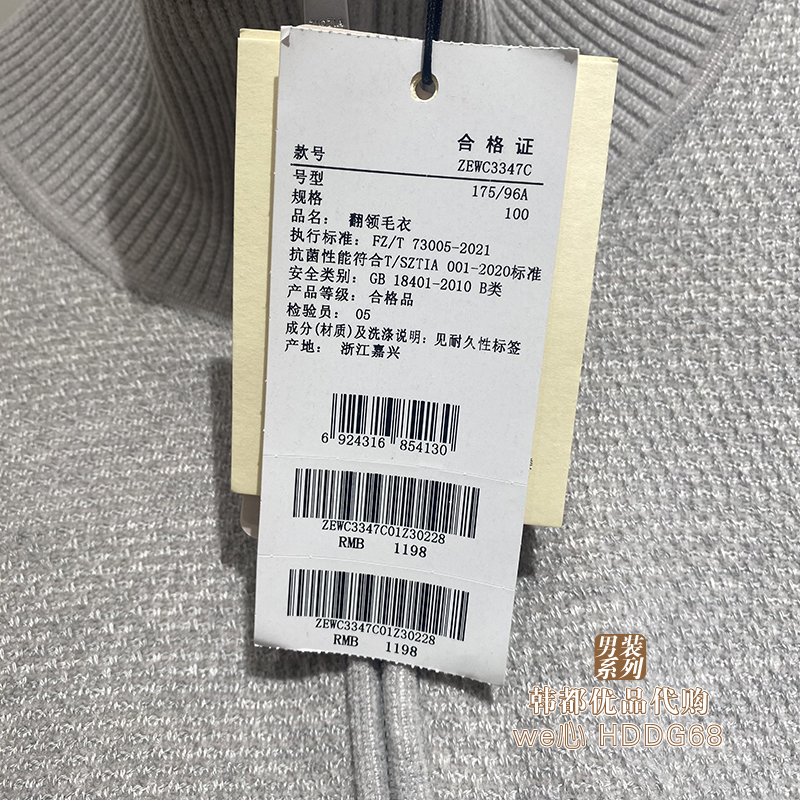 合格证
款号 ZEWC3347C
号型 175/96A
规格 100
品名: 翻领毛衣
执行标准: FZ/T 73005-2021
抗菌性能符合T/SZTIA 001-2020标准
安全类别: GB 18401-2010 B类
产品等级: 合格品
检验员: 05
成分(材质)及洗涤说明: 见耐久性标签
产地: 浙江嘉兴
6 924316 854130
ZEWC3347C01Z30228
RMB 1198
ZEWC3347C01Z30228
RMB 1198
男装
系列
韩都优品代购
we心 HDDG68